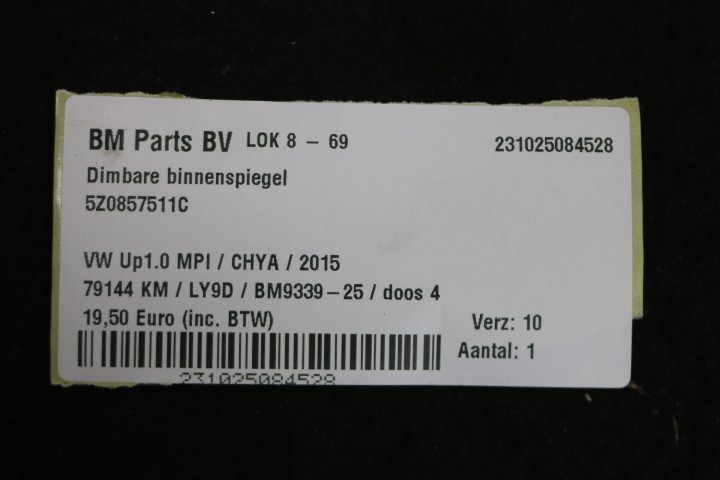 BM Parts BV LOK 8 - 69 231025084528
Dimbare binnenspiegel
5Z0857511C
VW Up1.0 MPI / CHYA / 2015
79144 KM / LY9D / BM9339-25 / doos 4
19,50 Euro (inc. BTW) Verz: 10
Aantal: 1
231025084528